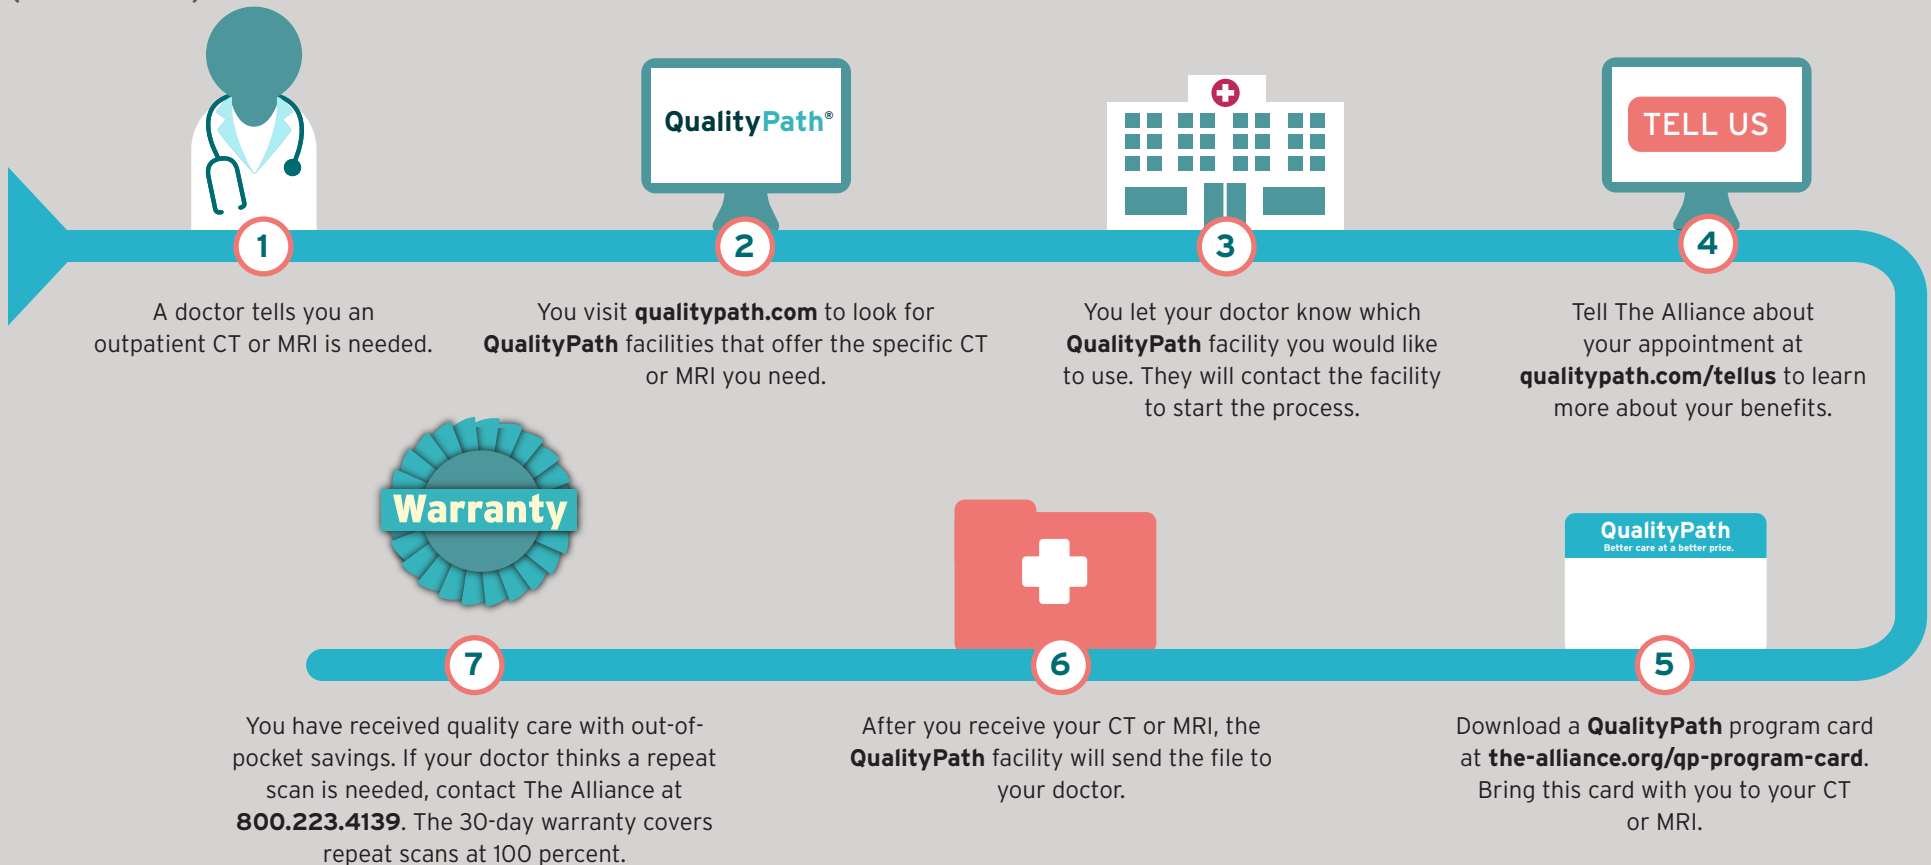 QualityPath®
TELL US
1
2
3
4
A doctor tells you an
outpatient CT or MRI is needed.
You visit qualitypath.com to look for
QualityPath facilities that offer the specific CT
or MRI you need.
You let your doctor know which
QualityPath facility you would like
to use. They will contact the facility
to start the process.
Tell The Alliance about
your appointment at
qualitypath.com/tellus to learn
more about your benefits.
QualityPath
Better care at a better price.
5
Download a QualityPath program card
at the-alliance.org/qp-program-card.
Bring this card with you to your CT
or MRI.
6
After you receive your CT or MRI, the
QualityPath facility will send the file to
your doctor.
Warranty
7
You have received quality care with out-of-
pocket savings. If your doctor thinks a repeat
scan is needed, contact The Alliance at
800.223.4139. The 30-day warranty covers
repeat scans at 100 percent.